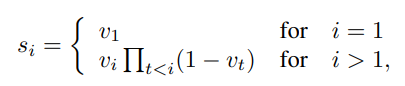 s_i = { v_1 for i = 1
v_i ∏_{t<i}(1 − v_t) for i > 1,